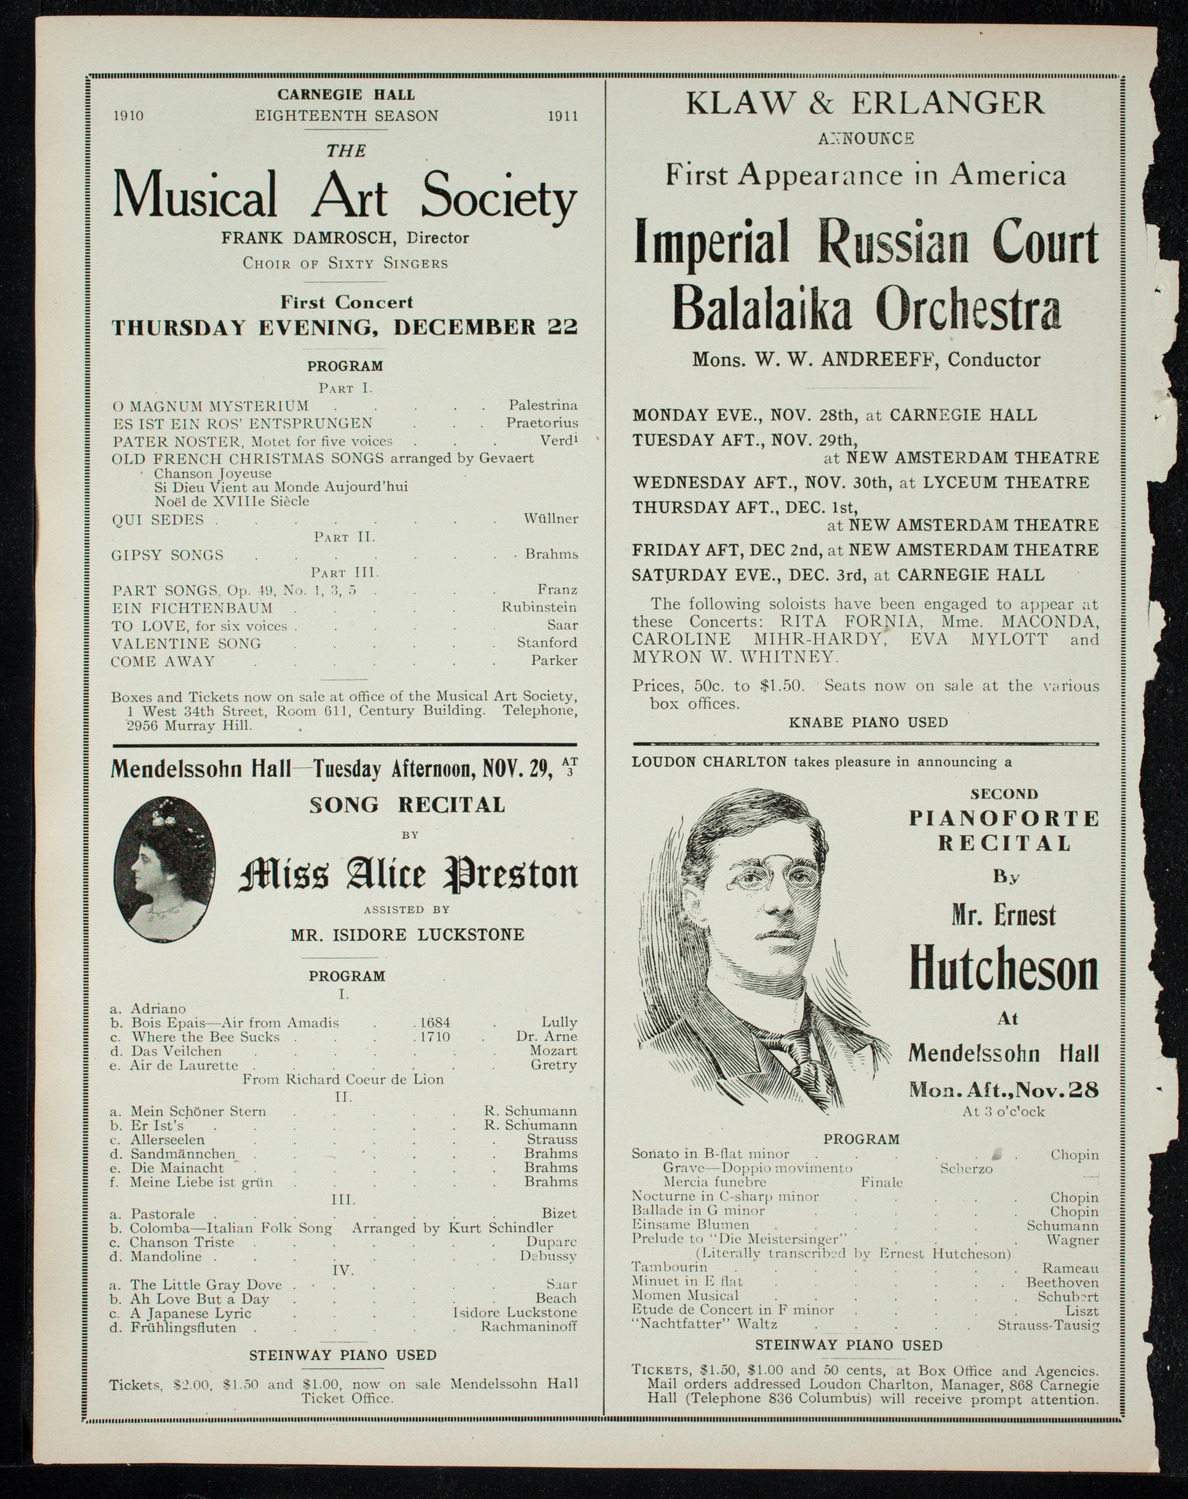 CARNEGIE HALL
1910 EIGHTEENTH SEASON 1911
THE
Musical Art Society
FRANK DAMROSCH, Director
CHOIR OF SIXTY SINGERS
First Concert
THURSDAY EVENING, DECEMBER 22
PROGRAM
PART I.
O MAGNUM MYSTERIUM . . . . . Palestrina
ES IST EIN ROS' ENTSPRUNGEN . . . Praetorius
PATER NOSTER, Motet for five voices . . . Verdi
OLD FRENCH CHRISTMAS SONGS arranged by Gevaert
Chanson Joyeuse
Si Dieu Vient au Monde Aujourd'hui
Noël de XVIIIe Siècle
QUI SEDES . . . . . . . . Wüllner
PART II.
GIPSY SONGS . . . . . . . . Brahms
PART III.
PART SONGS, Op. 49, No. 1, 3, 5 . . . . Franz
EIN FICHTENBAUM . . . . . Rubinstein
TO LOVE, for six voices . . . . . . Saar
VALENTINE SONG . . . . . . Stanford
COME AWAY . . . . . . . Parker
Boxes and Tickets now on sale at office of the Musical Art Society,
1 West 34th Street, Room 611, Century Building. Telephone,
2956 Murray Hill.
Mendelssohn Hall—Tuesday Afternoon, NOV. 29, AT 3
SONG RECITAL
BY
Miss Alice Preston
ASSISTED BY
MR. ISIDORE LUCKSTONE
PROGRAM
I.
a. Adriano
b. Bois Epais—Air from Amadis . . 1684 . Lully
c. Where the Bee Sucks . . . . 1710 . Dr. Arne
d. Das Veilchen . . . . . . . Mozart
e. Air de Laurette . . . . . . . Gretry
From Richard Coeur de Lion
II.
a. Mein Schöner Stern . . . . . R. Schumann
b. Er Ist's . . . . . . . R. Schumann
c. Allerseelen . . . . . . . Strauss
d. Sandmännchen . . . . . . . Brahms
e. Die Mainacht . . . . . . . Brahms
f. Meine Liebe ist grün . . . . . . Brahms
III.
a. Pastorale . . . . . . . . Bizet
b. Colomba—Italian Folk Song Arranged by Kurt Schindler
c. Chanson Triste . . . . . . . Duparc
d. Mandoline . . . . . . . . Debussy
IV.
a. The Little Gray Dove . . . . . . Saar
b. Ah Love But a Day . . . . . . Beach
c. A Japanese Lyric . . . . Isidore Luckstone
d. Frühlingsfluten . . . . . . Rachmaninoff
STEINWAY PIANO USED
Tickets, $2.00, $1.50 and $1.00, now on sale Mendelssohn Hall
Ticket Office.
KLAW & ERLANGER
ANNOUNCE
First Appearance in America
Imperial Russian Court
Balalaika Orchestra
Mons. W. W. ANDREEFF, Conductor
MONDAY EVE., NOV. 28th, at CARNEGIE HALL
TUESDAY AFT., NOV. 29th,
at NEW AMSTERDAM THEATRE
WEDNESDAY AFT., NOV. 30th, at LYCEUM THEATRE
THURSDAY AFT., DEC. 1st,
at NEW AMSTERDAM THEATRE
FRIDAY AFT, DEC 2nd, at NEW AMSTERDAM THEATRE
SATURDAY EVE., DEC. 3rd, at CARNEGIE HALL
The following soloists have been engaged to appear at
these Concerts: RITA FORNIA, Mme. MACONDA,
CAROLINE MIHR-HARDY, EVA MYLOTT and
MYRON W. WHITNEY.
Prices, 50c. to $1.50. Seats now on sale at the various
box offices.
KNABE PIANO USED
LOUDON CHARLTON takes pleasure in announcing a
SECOND
PIANOFORTE
RECITAL
By
Mr. Ernest
Hutcheson
At
Mendelssohn Hall
Mon. Aft., Nov. 28
At 3 o'c'ock
PROGRAM
Sonato in B-flat minor . . . . . Chopin
Grave—Doppio movimento Scherzo
Mercia funebre Finale
Nocturne in C-sharp minor . . . . . Chopin
Ballade in G minor . . . . . . Chopin
Einsame Blumen . . . . . . Schumann
Prelude to "Die Meistersinger" . . . . Wagner
(Literally transcribed by Ernest Hutcheson)
Tambourin . . . . . . . . Rameau
Minuet in E flat . . . . . . Beethoven
Momen Musical . . . . . . . Schubert
Etude de Concert in F minor . . . . . Liszt
"Nachtfatter" Waltz . . . . . Strauss-Tausig
STEINWAY PIANO USED
TICKETS, $1.50, $1.00 and 50 cents, at Box Office and Agencies.
Mail orders addressed Loudon Charlton, Manager, 868 Carnegie
Hall (Telephone 836 Columbus) will receive prompt attention.